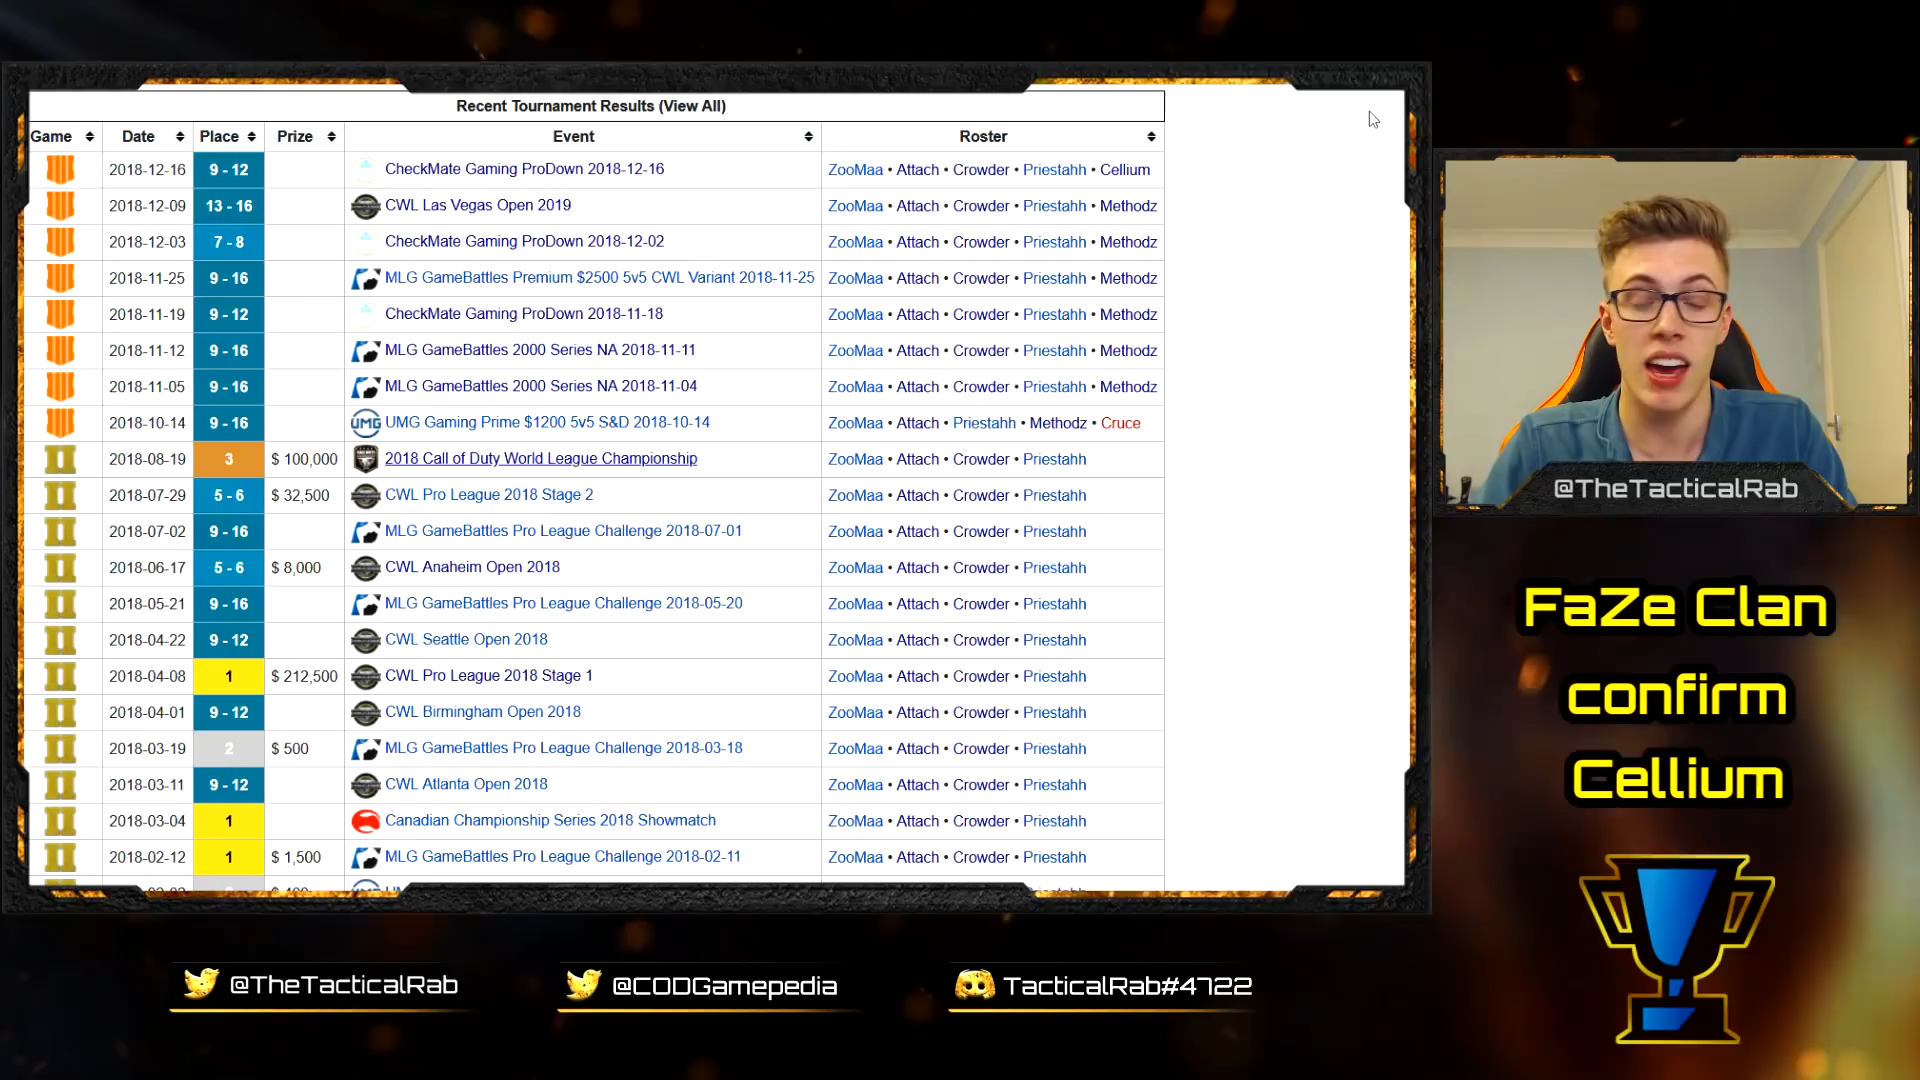 Recent Tournament Results (View All)
Game Date Place Prize Event Roster
2018-12-16 9 - 12 CheckMate Gaming ProDown 2018-12-16 ZooMaa • Attach • Crowder • Priestahh • Cellium
2018-12-09 13 - 16 CWL Las Vegas Open 2019 ZooMaa • Attach • Crowder • Priestahh • Methodz
2018-12-03 7 - 8 CheckMate Gaming ProDown 2018-12-02 ZooMaa • Attach • Crowder • Priestahh • Methodz
2018-11-25 9 - 16 MLG GameBattles Premium $2500 5v5 CWL Variant 2018-11-25 ZooMaa • Attach • Crowder • Priestahh • Methodz
2018-11-19 9 - 12 CheckMate Gaming ProDown 2018-11-18 ZooMaa • Attach • Crowder • Priestahh • Methodz
2018-11-12 9 - 16 MLG GameBattles 2000 Series NA 2018-11-11 ZooMaa • Attach • Crowder • Priestahh • Methodz
2018-11-05 9 - 16 MLG GameBattles 2000 Series NA 2018-11-04 ZooMaa • Attach • Crowder • Priestahh • Methodz
2018-10-14 9 - 16 UMG UMG Gaming Prime $1200 5v5 S&D 2018-10-14 ZooMaa • Attach • Priestahh • Methodz • Cruce
2018-08-19 3 $ 100,000 2018 Call of Duty World League Championship ZooMaa • Attach • Crowder • Priestahh
2018-07-29 5 - 6 $ 32,500 CWL Pro League 2018 Stage 2 ZooMaa • Attach • Crowder • Priestahh
2018-07-02 9 - 16 MLG GameBattles Pro League Challenge 2018-07-01 ZooMaa • Attach • Crowder • Priestahh
2018-06-17 5 - 6 $ 8,000 CWL Anaheim Open 2018 ZooMaa • Attach • Crowder • Priestahh
2018-05-21 9 - 16 MLG GameBattles Pro League Challenge 2018-05-20 ZooMaa • Attach • Crowder • Priestahh
2018-04-22 9 - 12 CWL Seattle Open 2018 ZooMaa • Attach • Crowder • Priestahh
2018-04-08 1 $ 212,500 CWL Pro League 2018 Stage 1 ZooMaa • Attach • Crowder • Priestahh
2018-04-01 9 - 12 CWL Birmingham Open 2018 ZooMaa • Attach • Crowder • Priestahh
2018-03-19 2 $ 500 MLG GameBattles Pro League Challenge 2018-03-18 ZooMaa • Attach • Crowder • Priestahh
2018-03-11 9 - 12 CWL Atlanta Open 2018 ZooMaa • Attach • Crowder • Priestahh
2018-03-04 1 Canadian Championship Series 2018 Showmatch ZooMaa • Attach • Crowder • Priestahh
2018-02-12 1 $ 1,500 MLG GameBattles Pro League Challenge 2018-02-11 ZooMaa • Attach • Crowder • Priestahh
Priestahh
@TheTacticalRab
FaZe Clan
confirm
Cellium
@TheTacticalRab
@CODGamepedia
TacticalRab#4722